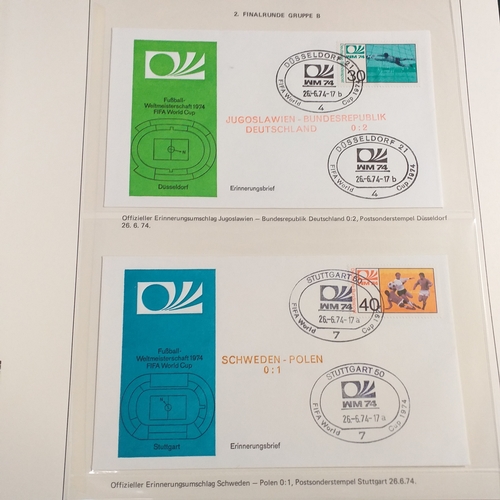 2. FINALRUNDE GRUPPE B
Fußball-
Weltmeisterschaft 1974
FIFA World Cup
Düsseldorf
DÜSSELDORF 21
WM 74
26.-6.74-17 b
FIFA World Cup 1974
4
30
JUGOSLAWIEN-BUNDESREPUBLIK
DEUTSCHLAND 0:2
DÜSSELDORF 21
WM 74
26.-6.74-17 b
FIFA World Cup 1974
4
Erinnerungsbrief
Offizieller Erinnerungsumschlag Jugoslawien – Bundesrepublik Deutschland 0:2, Postsonderstempel Düsseldorf
26. 6. 74.
Fußball-
Weltmeisterschaft 1974
FIFA World Cup
Stuttgart
STUTTGART 50
WM 74
26.-6.74-17 a
FIFA World Cup 1974
7
40
SCHWEDEN-POLEN
0:1
STUTTGART 50
WM 74
26.-6.74-17 a
FIFA World Cup 1974
7
Erinnerungsbrief
Offizieller Erinnerungsumschlag Schweden – Polen 0:1, Postsonderstempel Stuttgart 26.6.74.